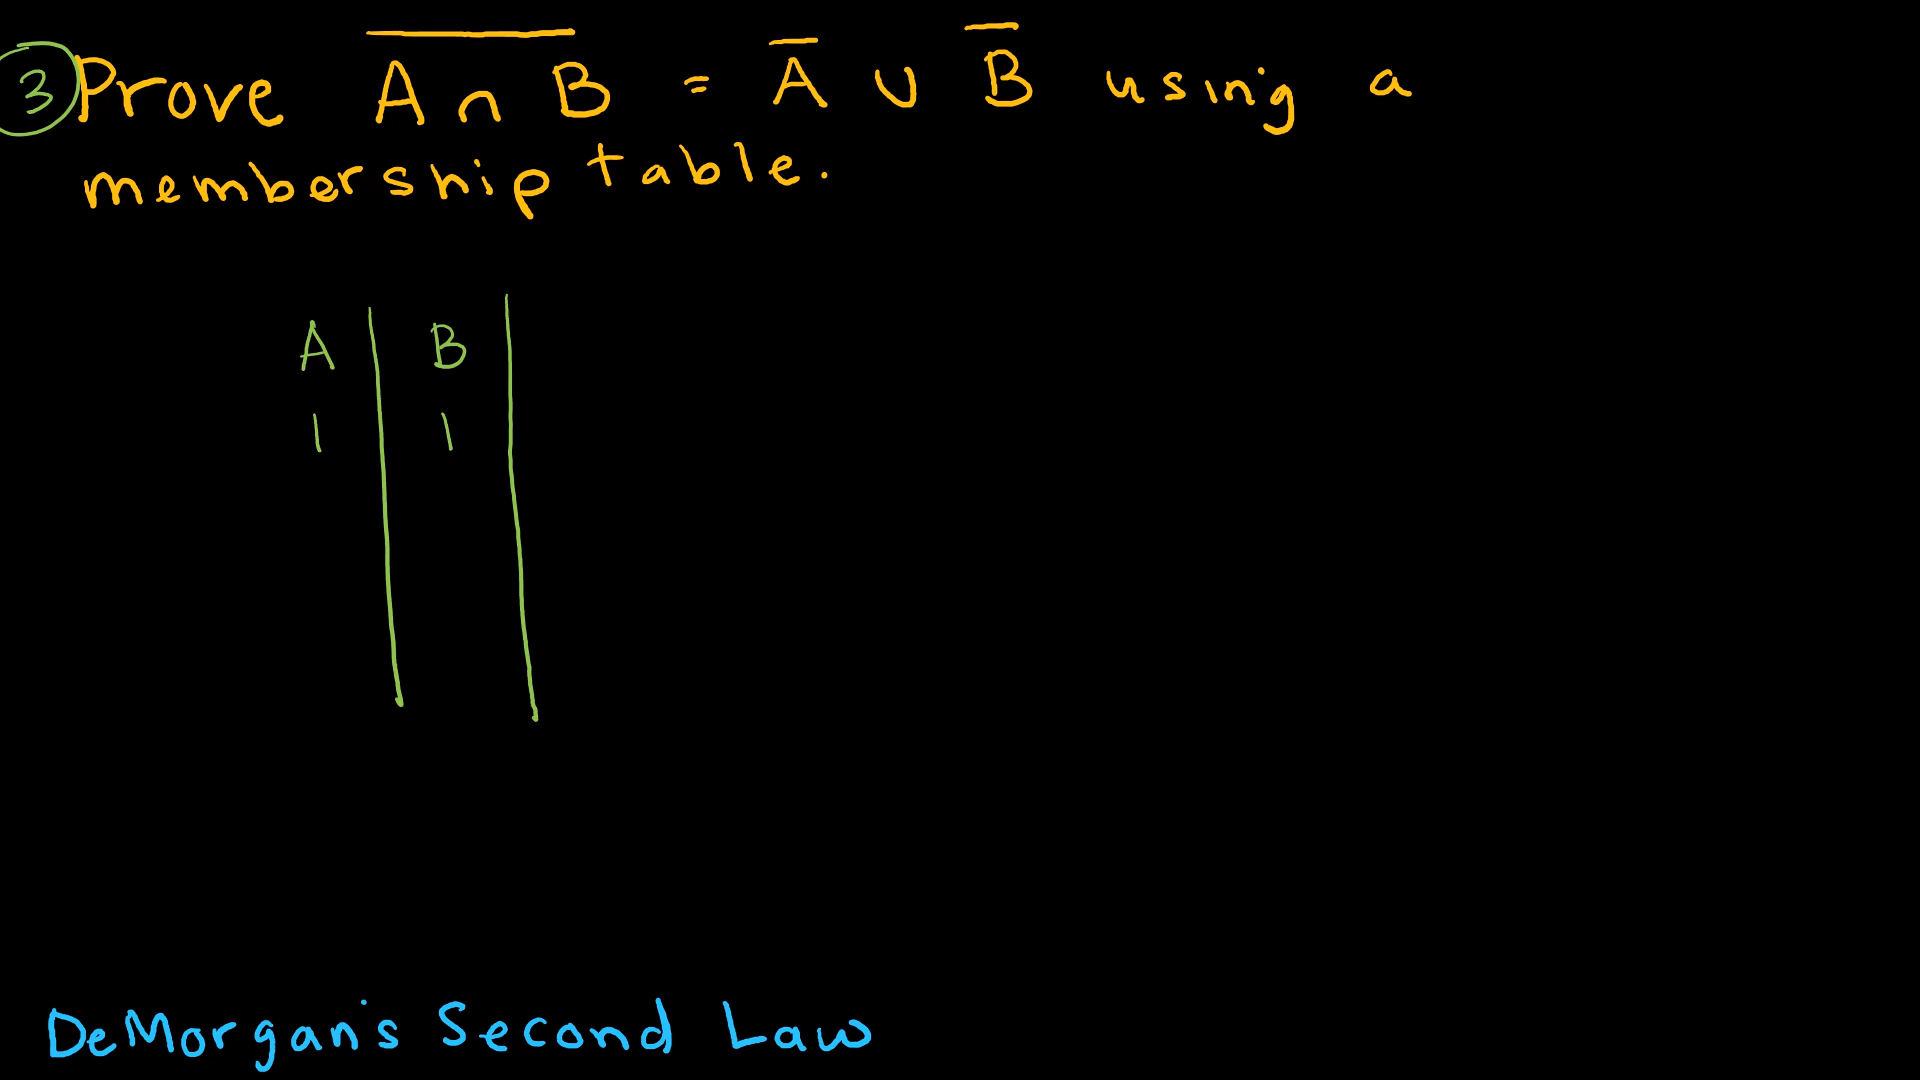 ③ Prove A̅ ̅∩̅ ̅B̅ = A̅ ∪ B̅ using a
membership table.
A B
1 1
DeMorgan's Second Law